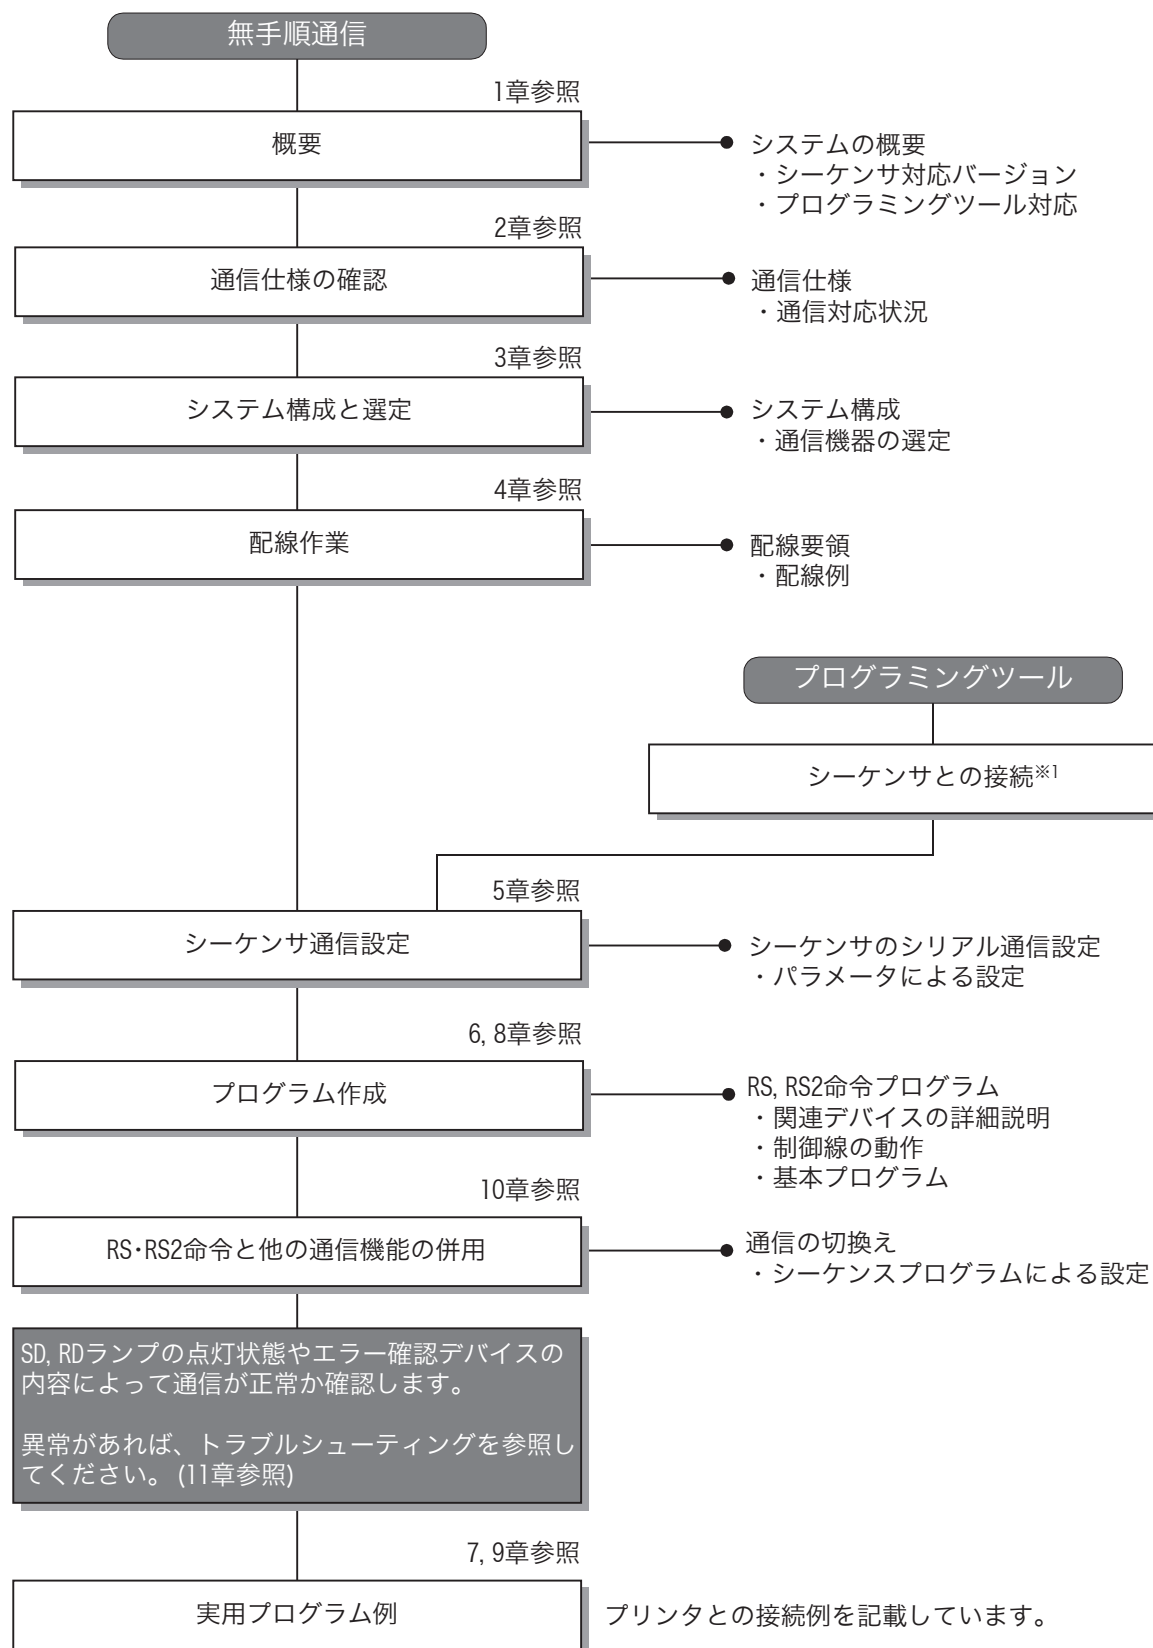 無手順通信
1章参照
概要
システムの概要
・シーケンサ対応バージョン
・プログラミングツール対応
2章参照
通信仕様の確認
通信仕様
・通信対応状況
3章参照
システム構成と選定
システム構成
・通信機器の選定
4章参照
配線作業
配線要領
・配線例
プログラミングツール
シーケンサとの接続※1
5章参照
シーケンサ通信設定
シーケンサのシリアル通信設定
・パラメータによる設定
6, 8章参照
プログラム作成
RS, RS2命令プログラム
・関連デバイスの詳細説明
・制御線の動作
・基本プログラム
10章参照
RS・RS2命令と他の通信機能の併用
通信の切換え
・シーケンスプログラムによる設定
SD, RDランプの点灯状態やエラー確認デバイスの
内容によって通信が正常か確認します。
異常があれば、トラブルシューティングを参照し
てください。 (11章参照)
7, 9章参照
実用プログラム例
プリンタとの接続例を記載しています。